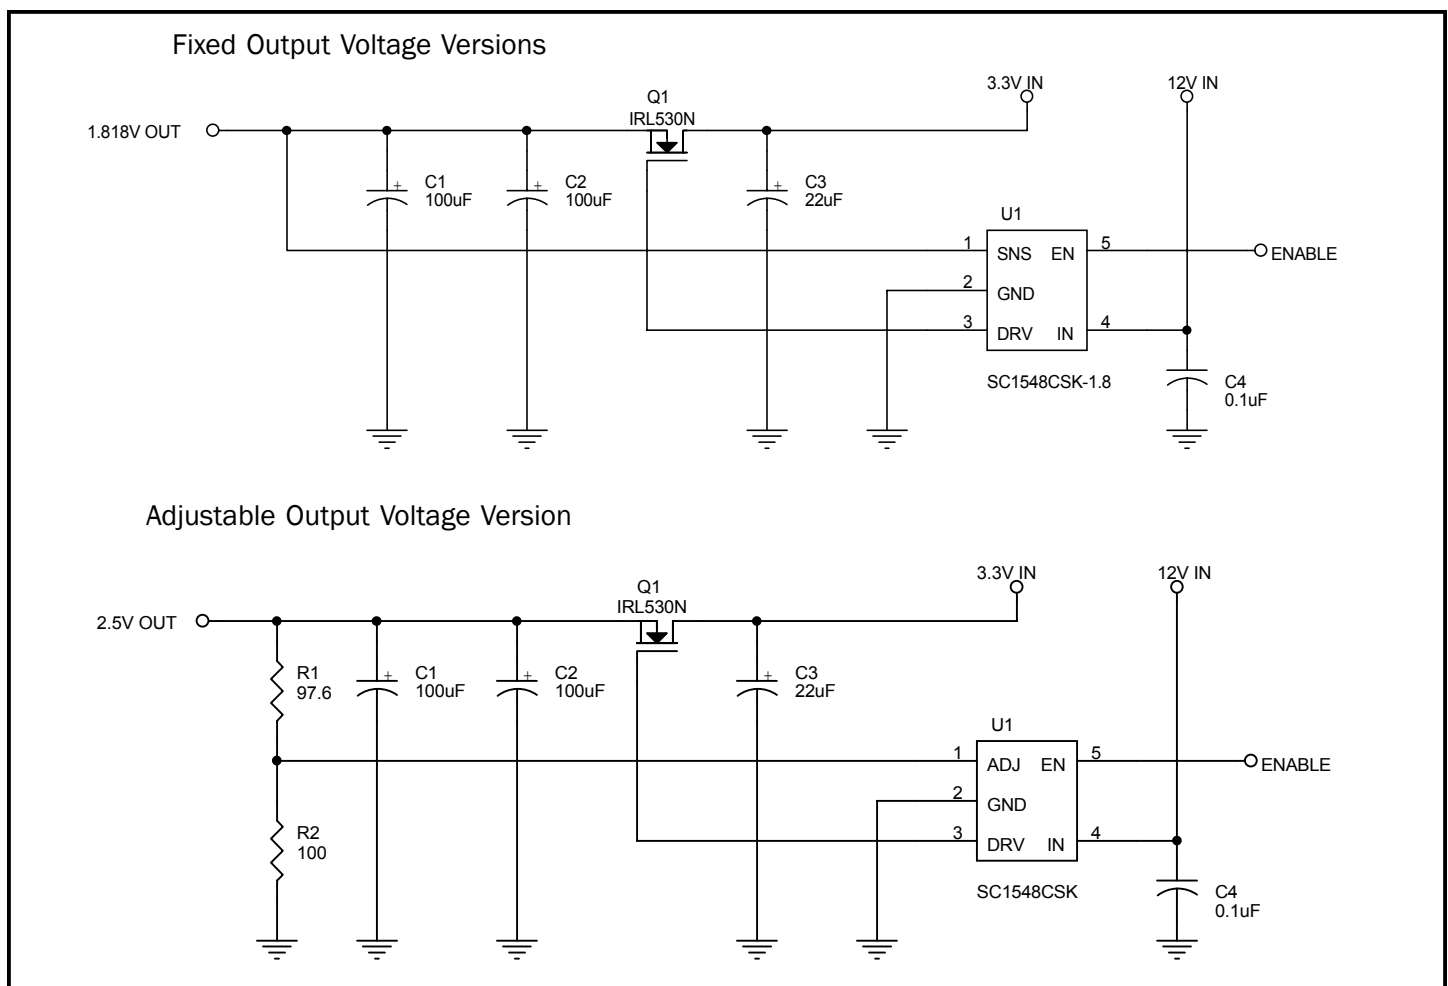 Fixed Output Voltage Versions
3.3V IN
12V IN
Q1
IRL530N
1.818V OUT
+
C1
100uF
+
C2
100uF
+
C3
22uF
U1
1
SNS
EN
5
ENABLE
2
GND
3
DRV
IN
4
SC1548CSK-1.8
C4
0.1uF
Adjustable Output Voltage Version
3.3V IN
12V IN
Q1
IRL530N
2.5V OUT
R1
97.6
+
C1
100uF
+
C2
100uF
+
C3
22uF
U1
1
ADJ
EN
5
ENABLE
2
GND
R2
100
3
DRV
IN
4
SC1548CSK
C4
0.1uF